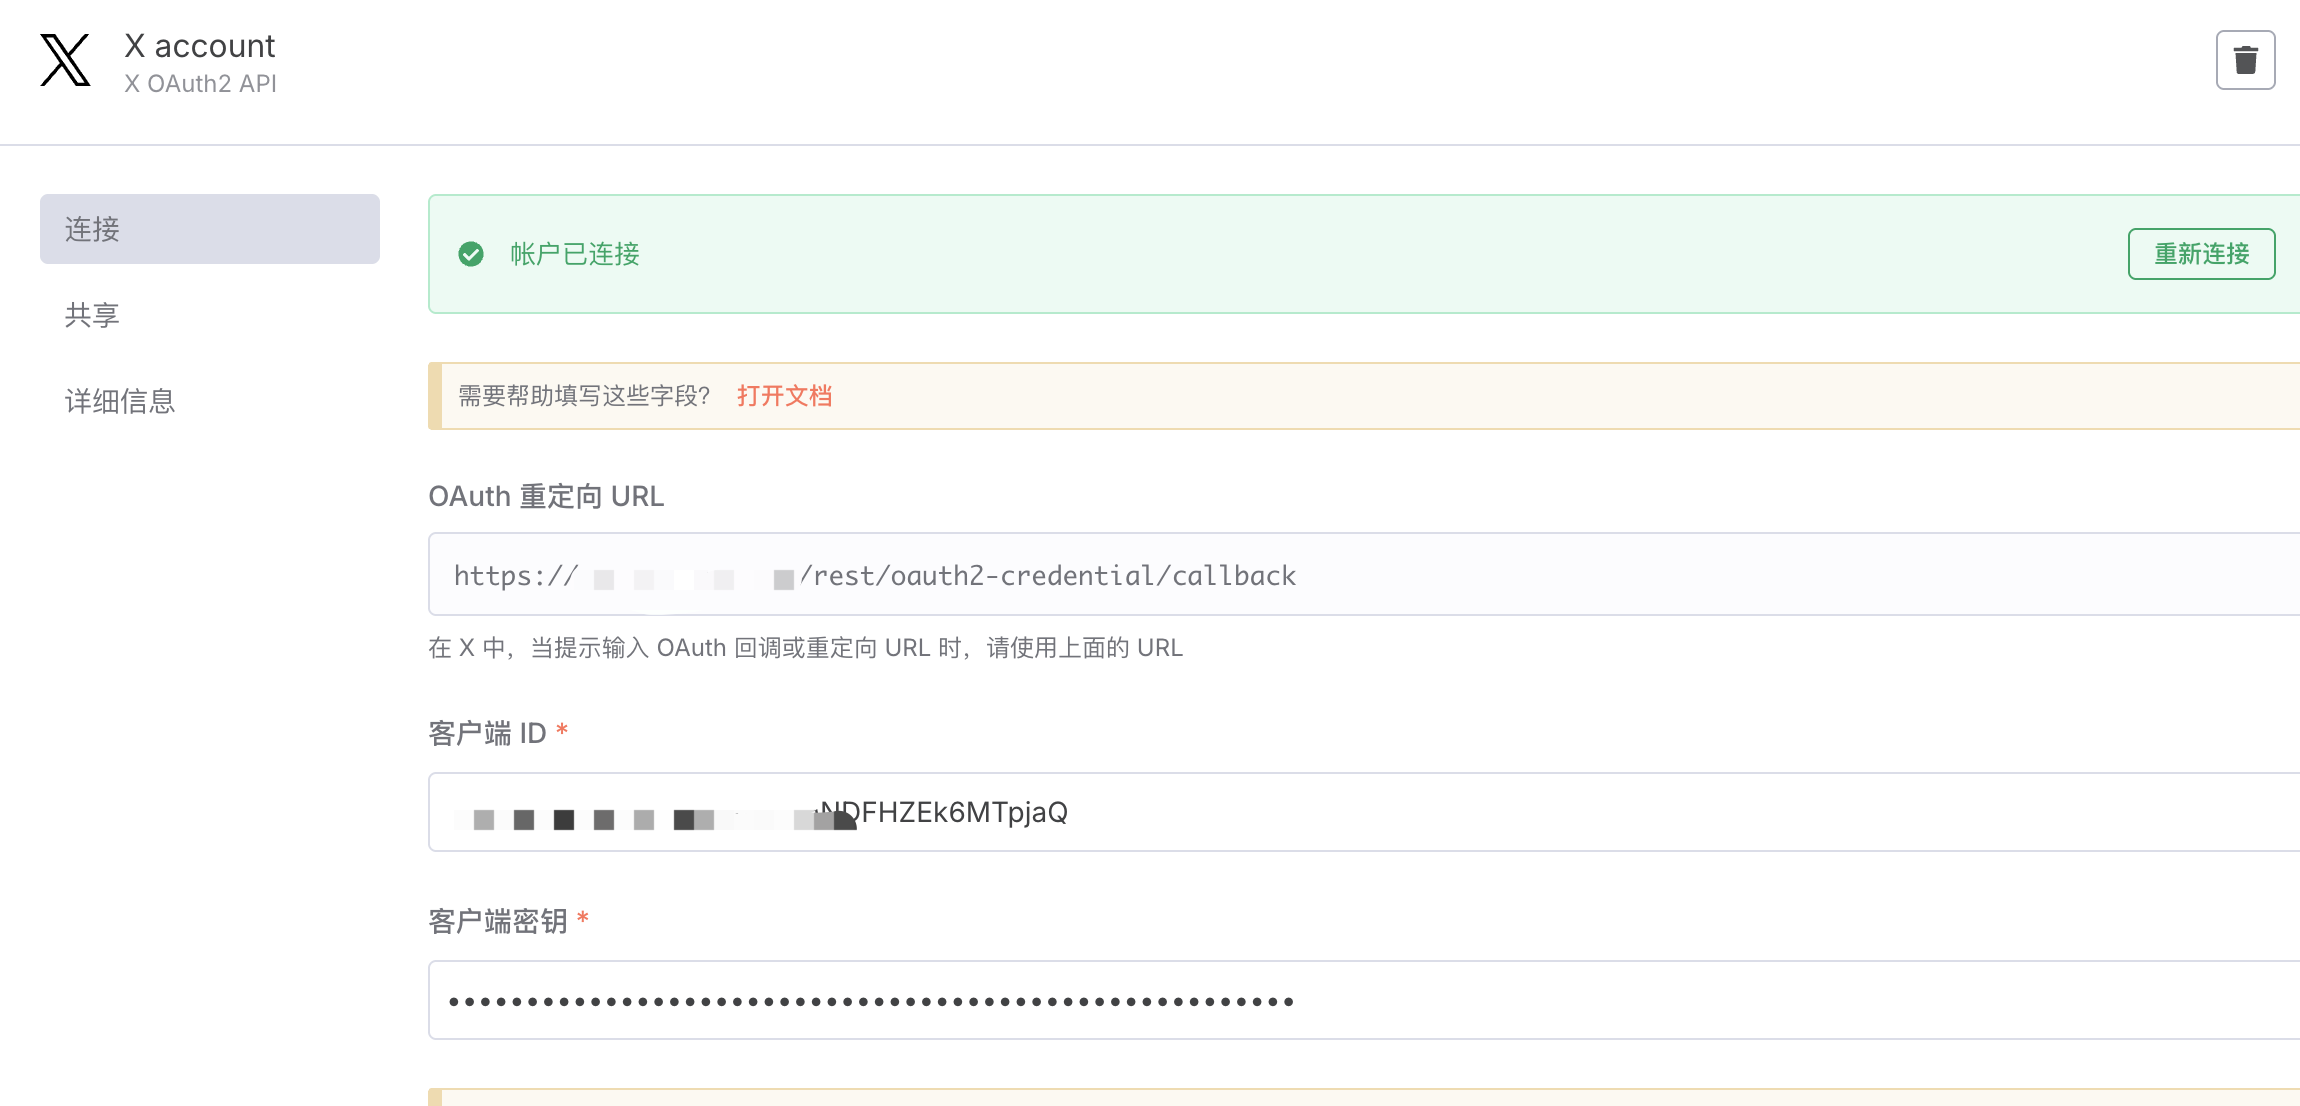 X account
X OAuth2 API
连接
共享
详细信息
帐户已连接
重新连接
需要帮助填写这些字段？ 打开文档
OAuth 重定向 URL
https:// /rest/oauth2-credential/callback
在 X 中，当提示输入 OAuth 回调或重定向 URL 时，请使用上面的 URL
客户端 ID *
NDFHZEk6MTpjaQ
客户端密钥 *